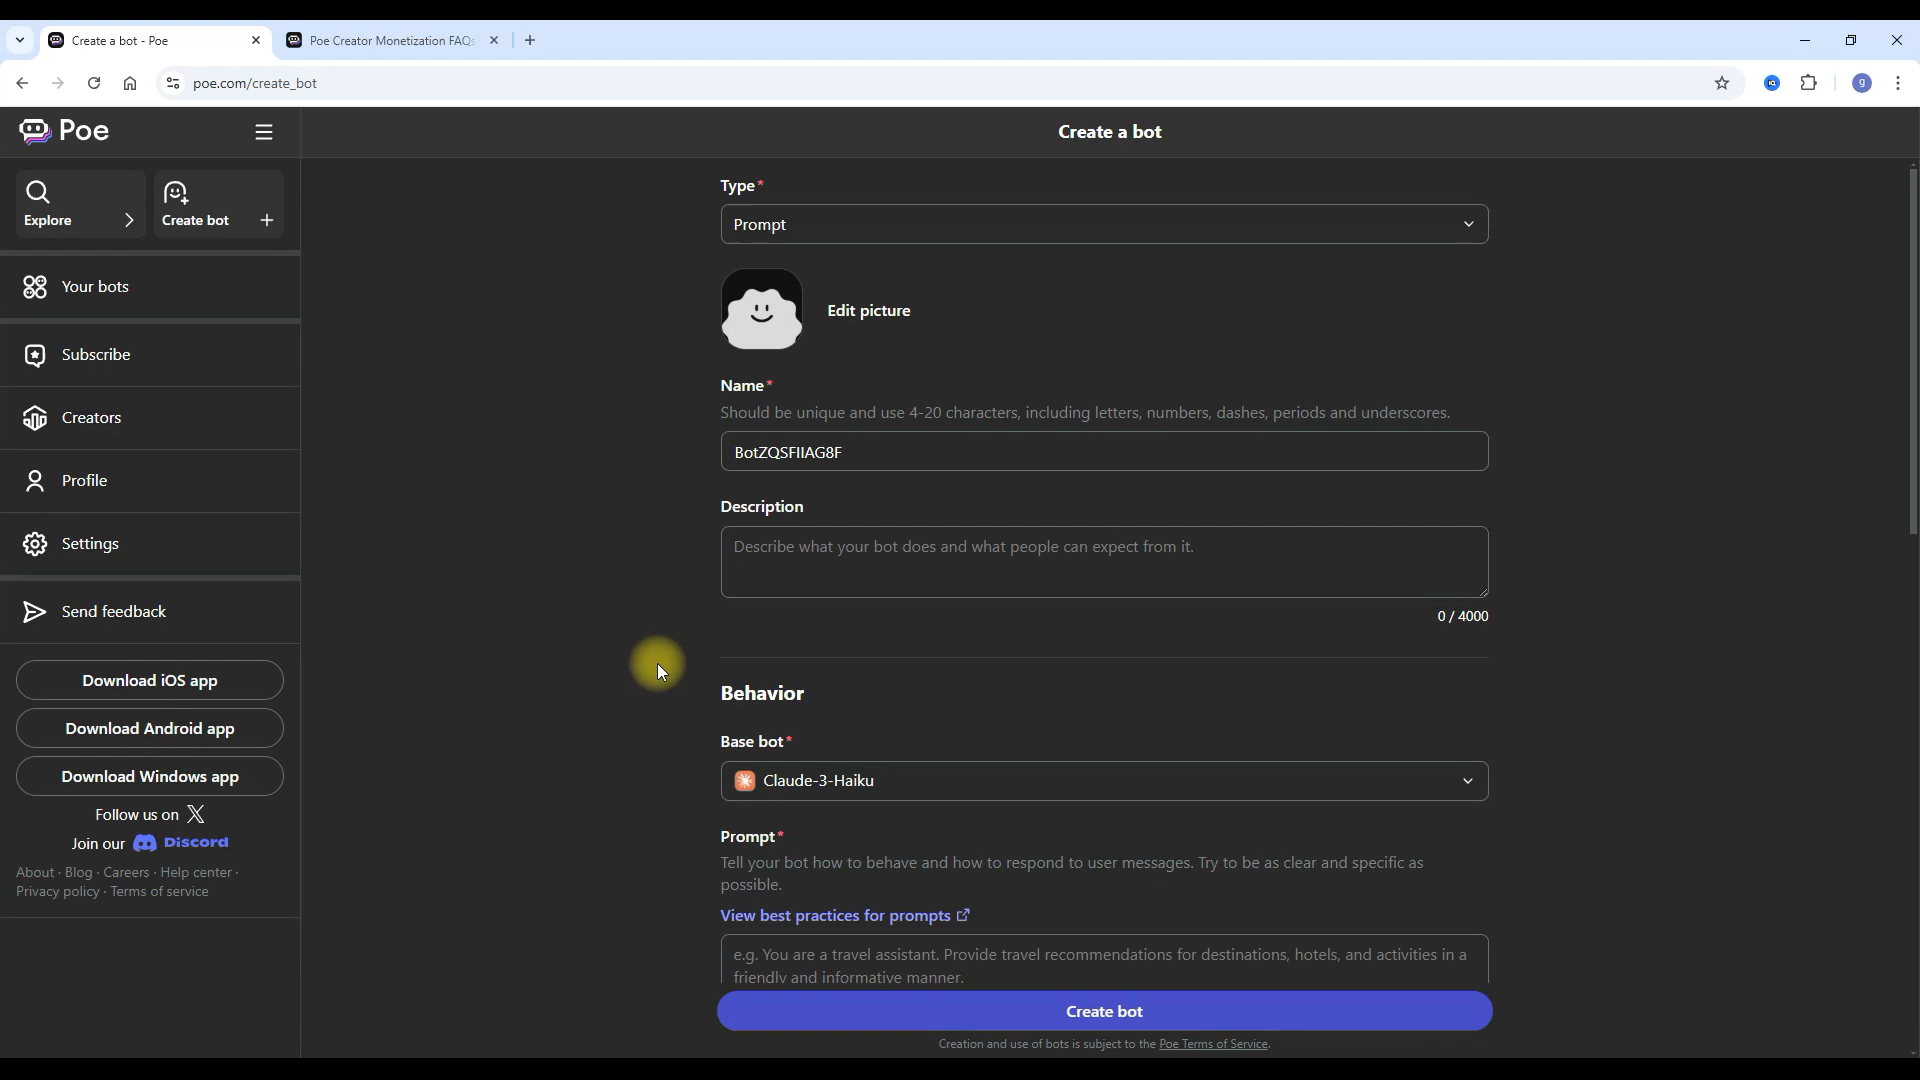 Create a bot - Poe
Poe Creator Monetization FAQs
poe.com/create_bot
g
Poe
Create a bot
Explore
Create bot
Your bots
Subscribe
Creators
Profile
Settings
Send feedback
Download iOS app
Download Android app
Download Windows app
Follow us on X
Join our Discord
About · Blog · Careers · Help center ·
Privacy policy · Terms of service
Type*
Prompt
Edit picture
Name*
Should be unique and use 4-20 characters, including letters, numbers, dashes, periods and underscores.
BotZQSFIIAG8F
Description
Describe what your bot does and what people can expect from it.
0 / 4000
Behavior
Base bot*
Claude-3-Haiku
Prompt*
Tell your bot how to behave and how to respond to user messages. Try to be as clear and specific as
possible.
View best practices for prompts
e.g. You are a travel assistant. Provide travel recommendations for destinations, hotels, and activities in a
friendly and informative manner.
Create bot
Creation and use of bots is subject to the Poe Terms of Service.